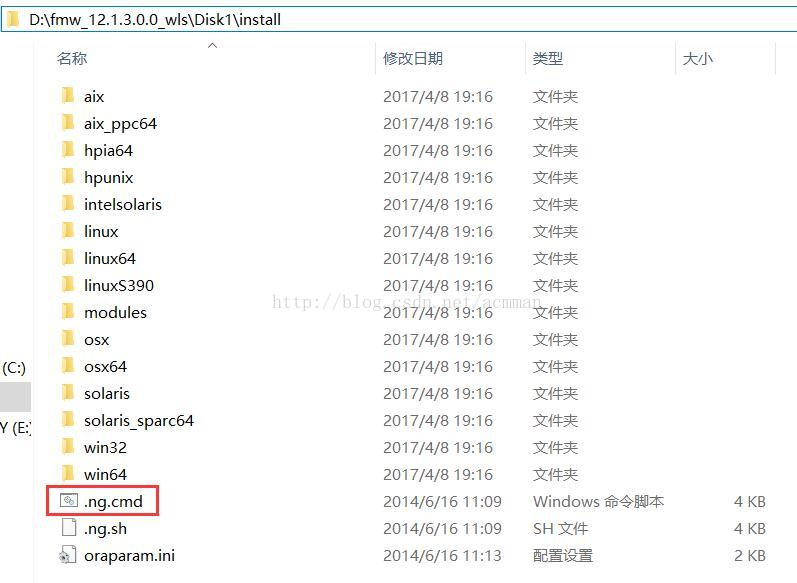 D:\fmw_12.1.3.0.0_wls\Disk1\install
名称 修改日期 类型 大小
aix 2017/4/8 19:16 文件夹
aix_ppc64 2017/4/8 19:16 文件夹
hpia64 2017/4/8 19:16 文件夹
hpunix 2017/4/8 19:16 文件夹
intelsolaris 2017/4/8 19:16 文件夹
linux 2017/4/8 19:16 文件夹
linux64 2017/4/8 19:16 文件夹
linuxS390 2017/4/8 19:16 文件夹
http://blog.csdn.net/acmman
modules 2017/4/8 19:16 文件夹
osx 2017/4/8 19:16 文件夹
(C:) osx64 2017/4/8 19:16 文件夹
solaris 2017/4/8 19:16 文件夹
Y (E:) solaris_sparc64 2017/4/8 19:16 文件夹
win32 2017/4/8 19:16 文件夹
win64 2017/4/8 19:16 文件夹
.ng.cmd 2014/6/16 11:09 Windows 命令脚本 4 KB
.ng.sh 2014/6/16 11:09 SH 文件 4 KB
oraparam.ini 2014/6/16 11:13 配置设置 2 KB